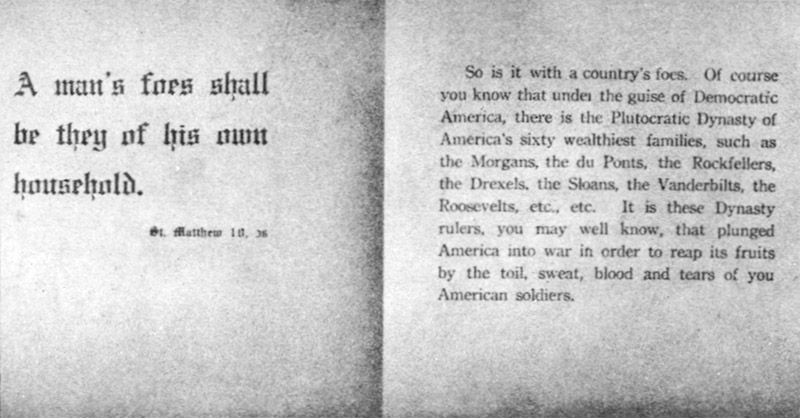 A man's foes shall
be they of his own
household.
St. Matthew 10, 36
So is it with a country's foes. Of course
you know that under the guise of Democratic
America, there is the Plutocratic Dynasty of
America's sixty wealthiest families, such as
the Morgans, the du Ponts, the Rockfellers,
the Drexels, the Sloans, the Vanderbilts, the
Roosevelts, etc., etc. It is these Dynasty
rulers, you may well know, that plunged
America into war in order to reap its fruits
by the toil, sweat, blood and tears of you
American soldiers.